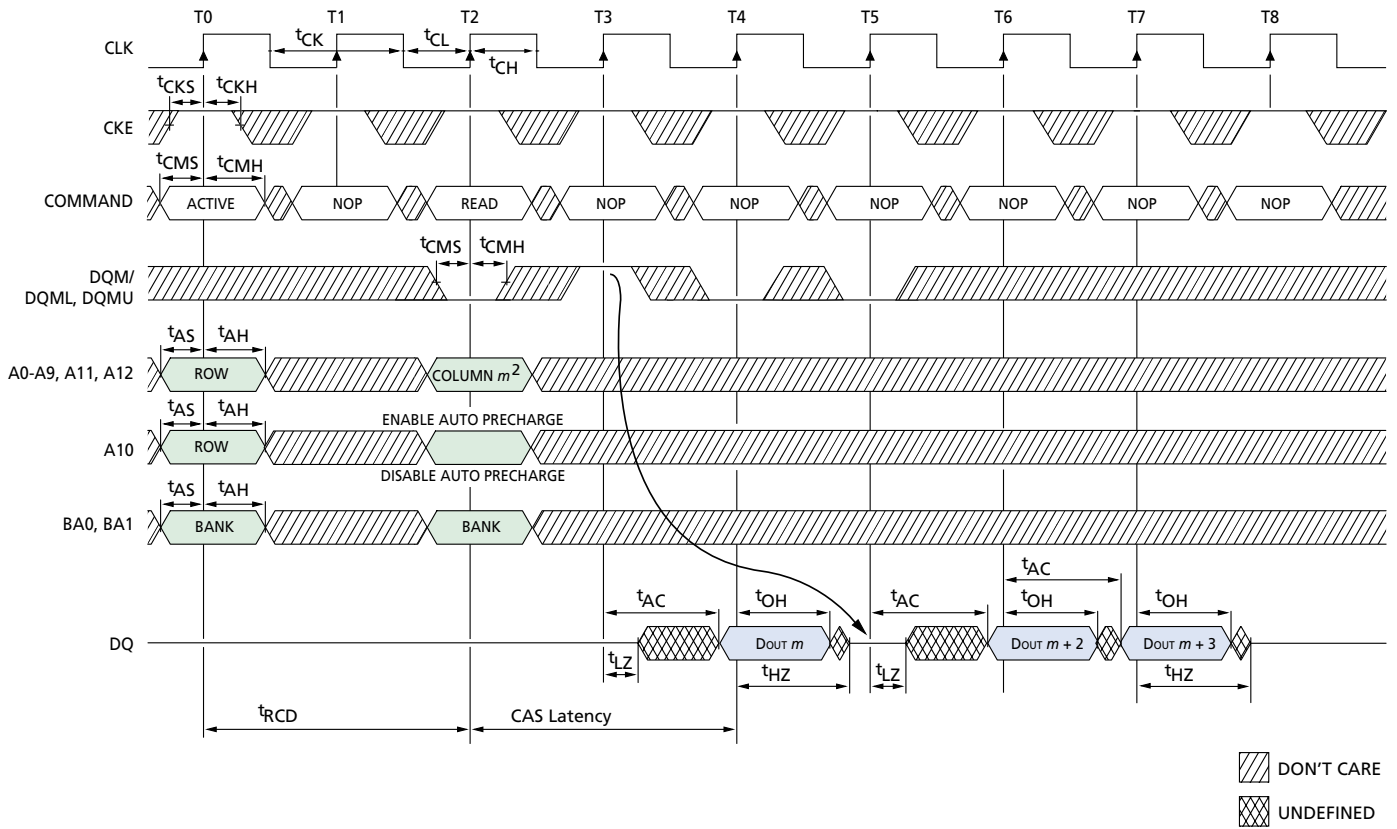 T0 T1 T2 T3 T4 T5 T6 T7 T8
CLK
tCK tCL
tCH
tCKS tCKH
CKE
tCMS tCMH
COMMAND ACTIVE NOP READ NOP NOP NOP NOP NOP NOP
tCMS tCMH
DQM/
DQML, DQMU
tAS tAH
A0-A9, A11, A12 ROW COLUMN m2
tAS tAH
ENABLE AUTO PRECHARGE
A10 ROW
DISABLE AUTO PRECHARGE
tAS tAH
BA0, BA1 BANK BANK
tAC
tAC tOH tAC tOH tOH
DQ DOUT m DOUT m + 2 DOUT m + 3
tLZ tHZ tLZ tHZ
tRCD CAS Latency
DON'T CARE
UNDEFINED